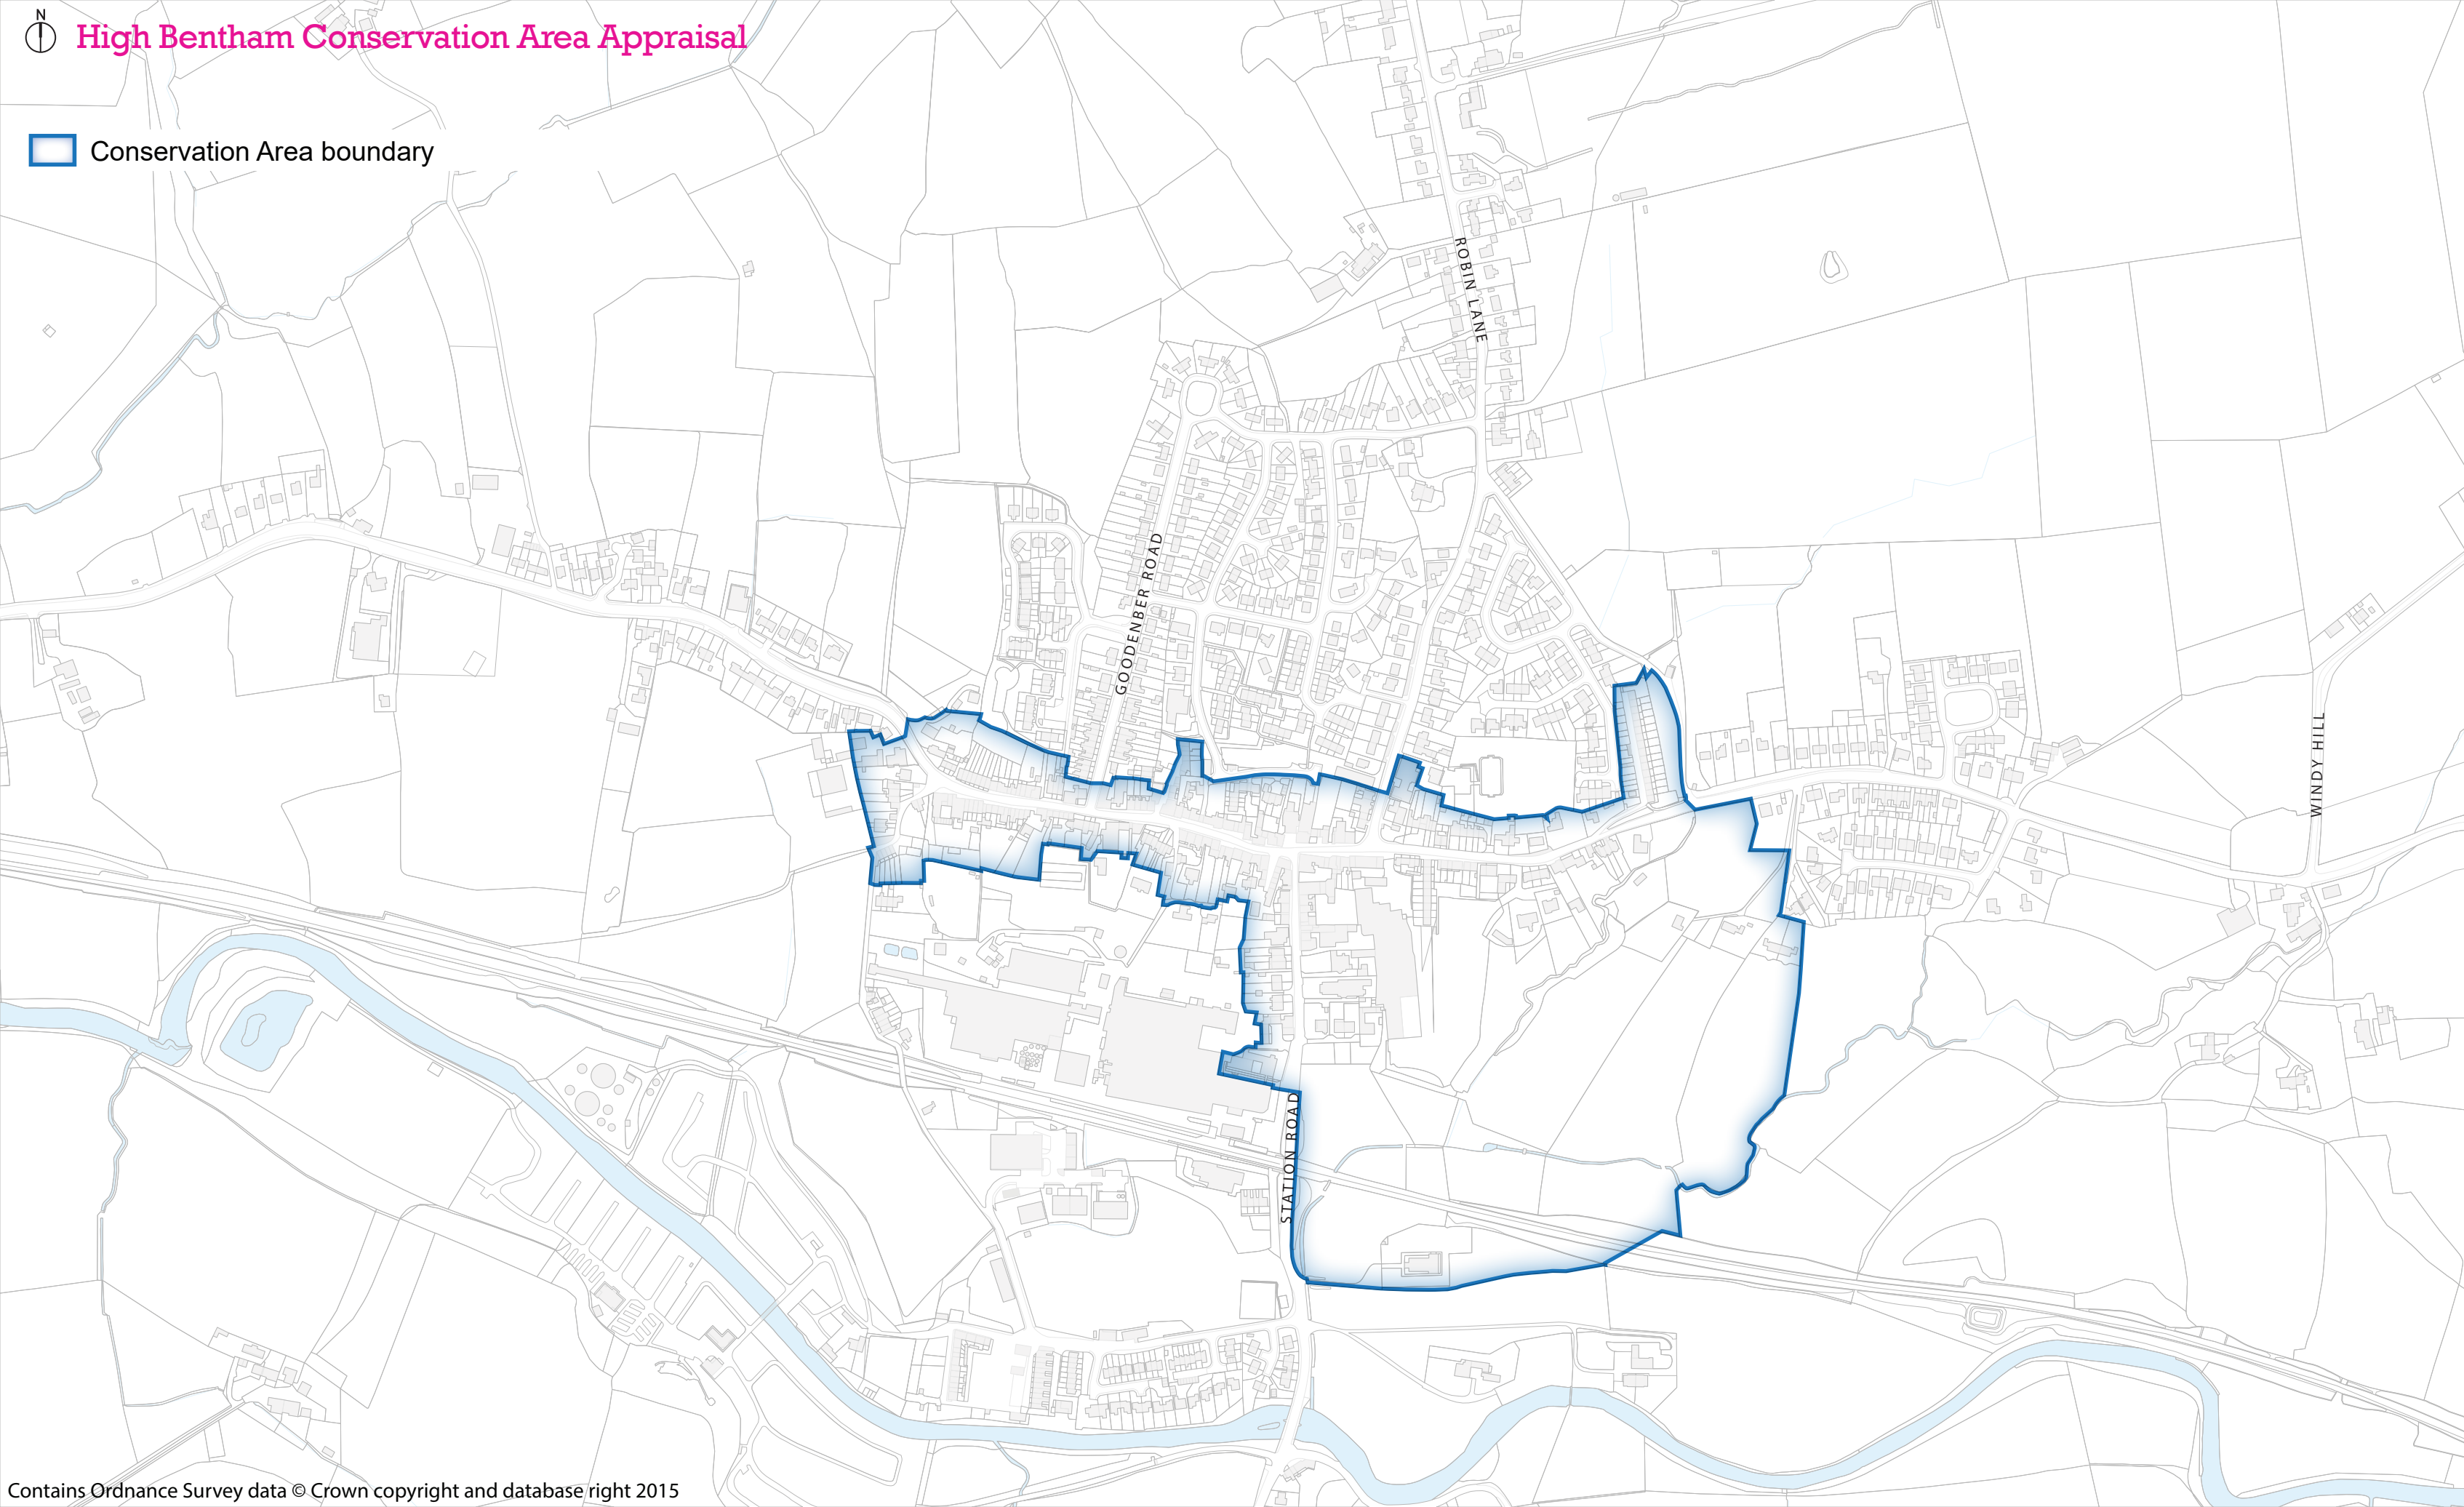 N
High Bentham Conservation Area Appraisal
Conservation Area boundary
ROBIN LANE
GOODENBER ROAD
WINDY HILL
STATION ROAD
Contains Ordnance Survey data © Crown copyright and database right 2015